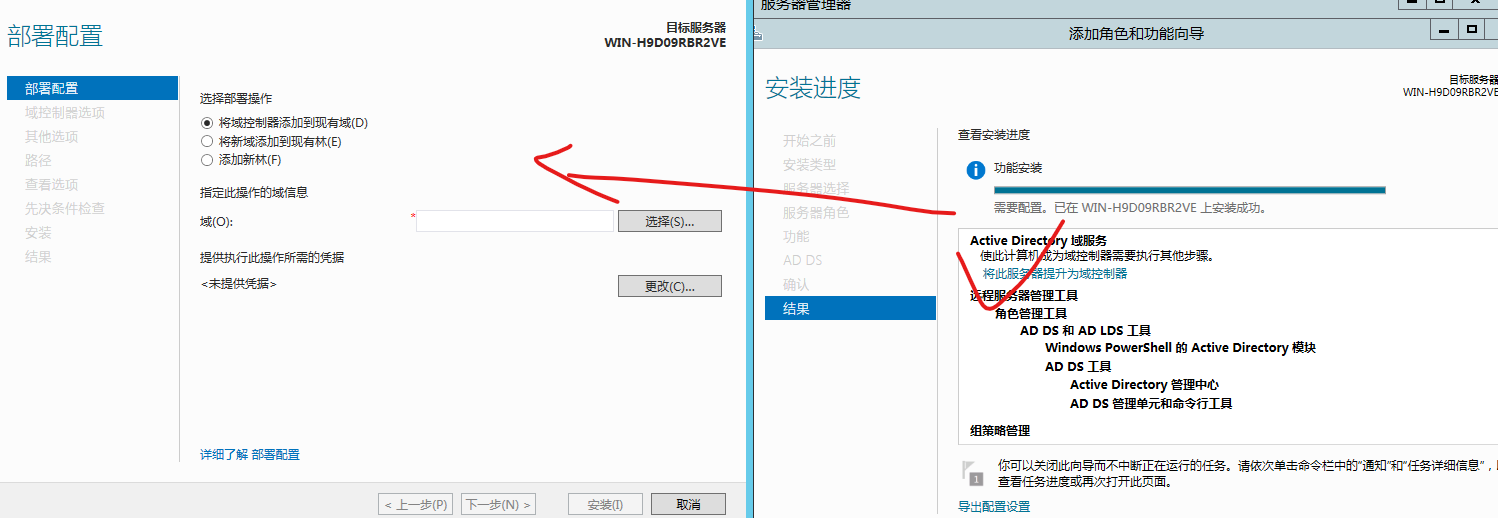 部署配置
目标服务器
WIN-H9D09RBR2VE
部署配置
域控制器选项
其他选项
路径
查看选项
先决条件检查
安装
结果
选择部署操作
将域控制器添加到现有域(D)
将新域添加到现有林(E)
添加新林(F)
指定此操作的域信息
域(O):
*
选择(S)...
提供执行此操作所需的凭据
<未提供凭据>
更改(C)...
详细了解 部署配置
< 上一步(P)
下一步(N) >
安装(I)
取消
服务器管理器
添加角色和功能向导
安装进度
目标服务器
WIN-H9D09RBR2VE
开始之前
安装类型
服务器选择
服务器角色
功能
AD DS
确认
结果
查看安装进度
功能安装
需要配置。已在 WIN-H9D09RBR2VE 上安装成功。
Active Directory 域服务
使此计算机成为域控制器需要执行其他步骤。
将此服务器提升为域控制器
远程服务器管理工具
角色管理工具
AD DS 和 AD LDS 工具
Windows PowerShell 的 Active Directory 模块
AD DS 工具
Active Directory 管理中心
AD DS 管理单元和命令行工具
组策略管理
1
你可以关闭此向导而不中断正在运行的任务。请依次单击命令栏中的“通知”和“任务详细信息”，
查看任务进度或再次打开此页面。
导出配置设置